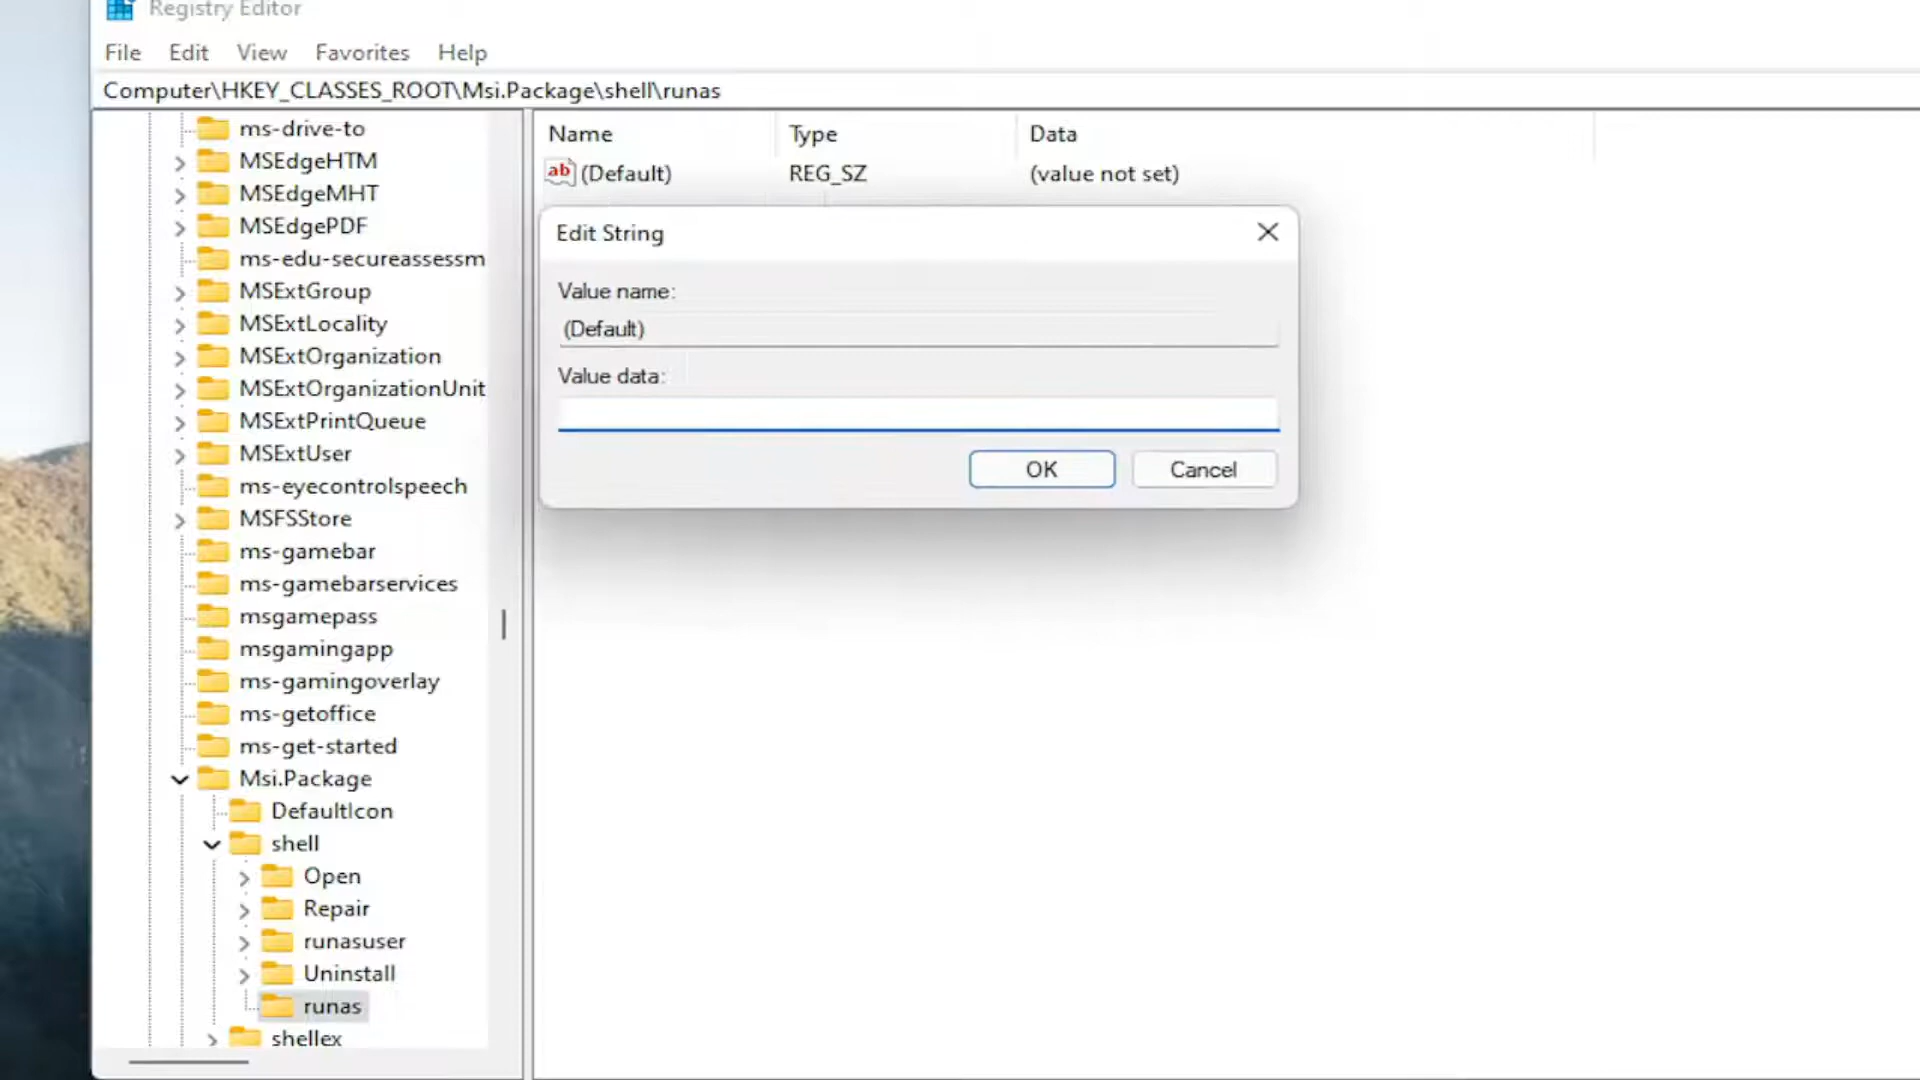 Registry Editor
File Edit View Favorites Help
Computer\HKEY_CLASSES_ROOT\Msi.Package\shell\runas
ms-drive-to
MSEdgeHTM
MSEdgeMHT
MSEdgePDF
ms-edu-secureassessm
MSExtGroup
MSExtLocality
MSExtOrganization
MSExtOrganizationUnit
MSExtPrintQueue
MSExtUser
ms-eyecontrolspeech
MSFSStore
ms-gamebar
ms-gamebarservices
msgamepass
msgamingapp
ms-gamingoverlay
ms-getoffice
ms-get-started
Msi.Package
DefaultIcon
shell
Open
Repair
runasuser
Uninstall
runas
shellex
Name Type Data
ab (Default) REG_SZ (value not set)
Edit String
Value name:
(Default)
Value data:
OK Cancel